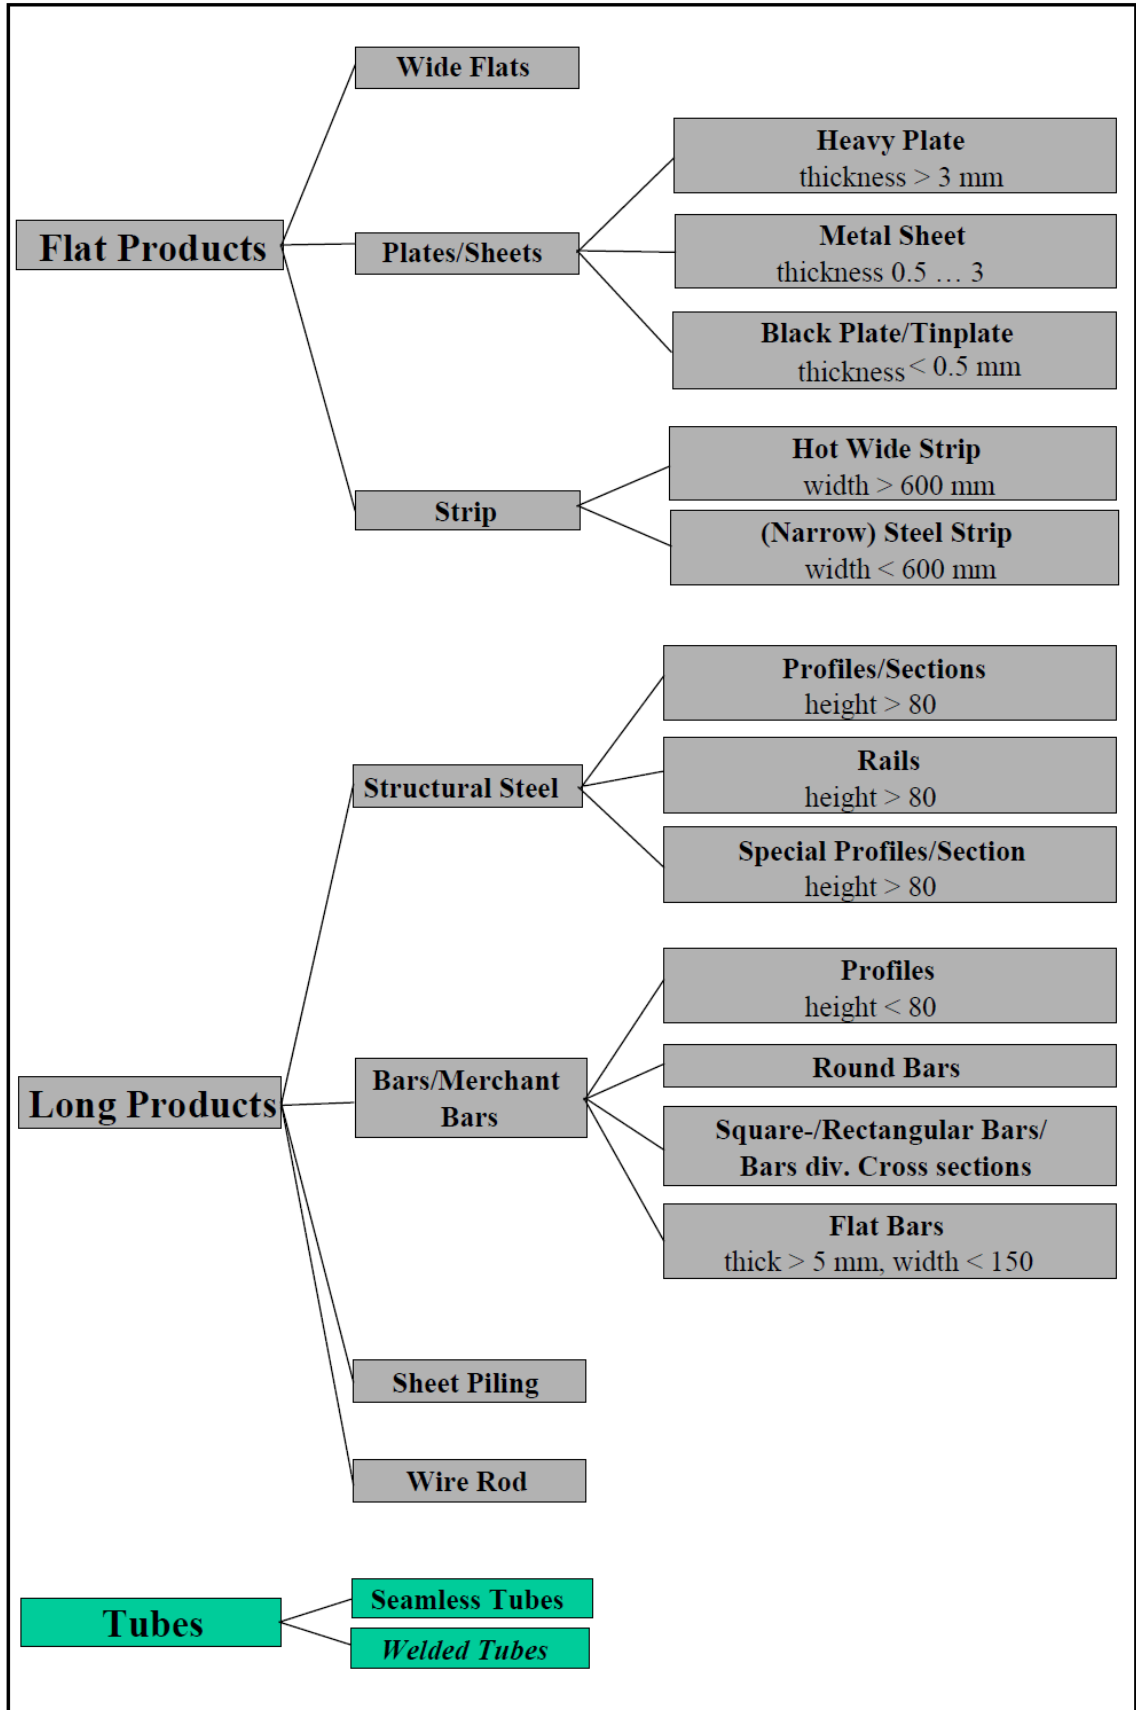 Wide Flats
Heavy Plate
thickness > 3 mm
Flat Products
Plates/Sheets
Metal Sheet
thickness 0.5 … 3
Black Plate/Tinplate
thickness < 0.5 mm
Strip
Hot Wide Strip
width > 600 mm
(Narrow) Steel Strip
width < 600 mm
Profiles/Sections
height > 80
Structural Steel
Rails
height > 80
Special Profiles/Section
height > 80
Profiles
height < 80
Long Products
Bars/Merchant
Bars
Round Bars
Square-/Rectangular Bars/
Bars div. Cross sections
Flat Bars
thick > 5 mm, width < 150
Sheet Piling
Wire Rod
Tubes
Seamless Tubes
Welded Tubes